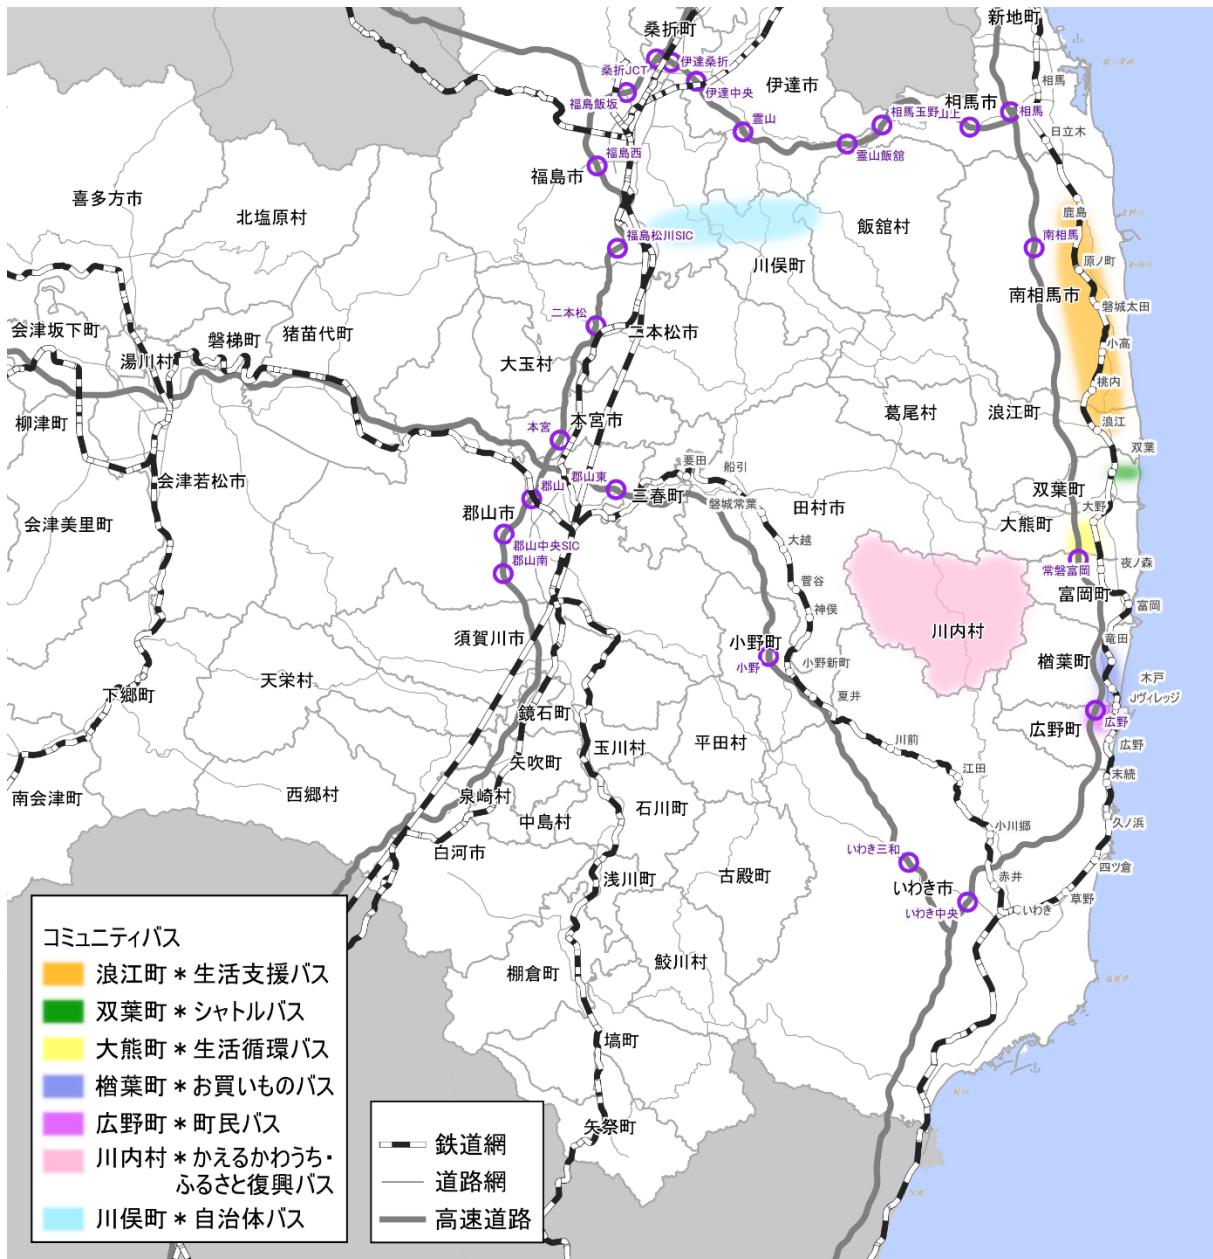 新地町
桑折町
桑折JCT
伊達桑折
伊達市
相馬
福島飯坂
伊達中央
相馬市
相馬玉野
山上
相馬
霊山
日立木
霊山飯舘
福島西
福島市
喜多方市
北塩原村
鹿島
飯舘村
福島松川SIC
南相馬
川俣町
原ノ町
南相馬市
磐城太田
二本松
二本松市
会津坂下町
磐梯町
猪苗代町
小高
湯川村
大玉村
桃内
柳津町
本宮
本宮市
葛尾村
浪江町
浪江
双葉
要田
船引
郡山東
会津若松市
郡山
三春町
双葉町
磐城常葉
田村市
大野
会津美里町
郡山市
大熊町
郡山中央SIC
大越
郡山南
常磐富岡
夜ノ森
菅谷
富岡町
富岡
神俣
須賀川市
小野町
川内村
竜田
小野
小野新町
楢葉町
天栄村
下郷町
夏井
木戸
Jヴィレッジ
鏡石町
広野町
広野
玉川村
平田村
川前
広野
矢吹町
江田
末続
南会津町
西郷村
泉崎村
石川町
中島村
小川郷
久ノ浜
白河市
いわき三和
浅川町
古殿町
赤井
四ツ倉
いわき市
草野
いわき中央
いわき
鮫川村
棚倉町
塙町
矢祭町
コミュニティバス
浪江町＊生活支援バス
双葉町＊シャトルバス
大熊町＊生活循環バス
楢葉町＊お買いものバス
広野町＊町民バス
川内村＊かえるかわうち・
ふるさと復興バス
川俣町＊自治体バス
鉄道網
道路網
高速道路